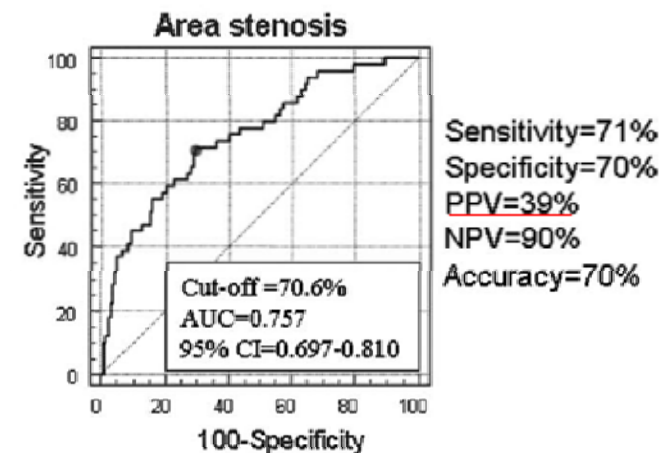 Area stenosis
100
80
60
40
20
0
Sensitivity
0 20 40 60 80 100
100-Specificity
Cut-off =70.6%
AUC=0.757
95% CI=0.697-0.810
Sensitivity=71%
Specificity=70%
PPV=39%
NPV=90%
Accuracy=70%